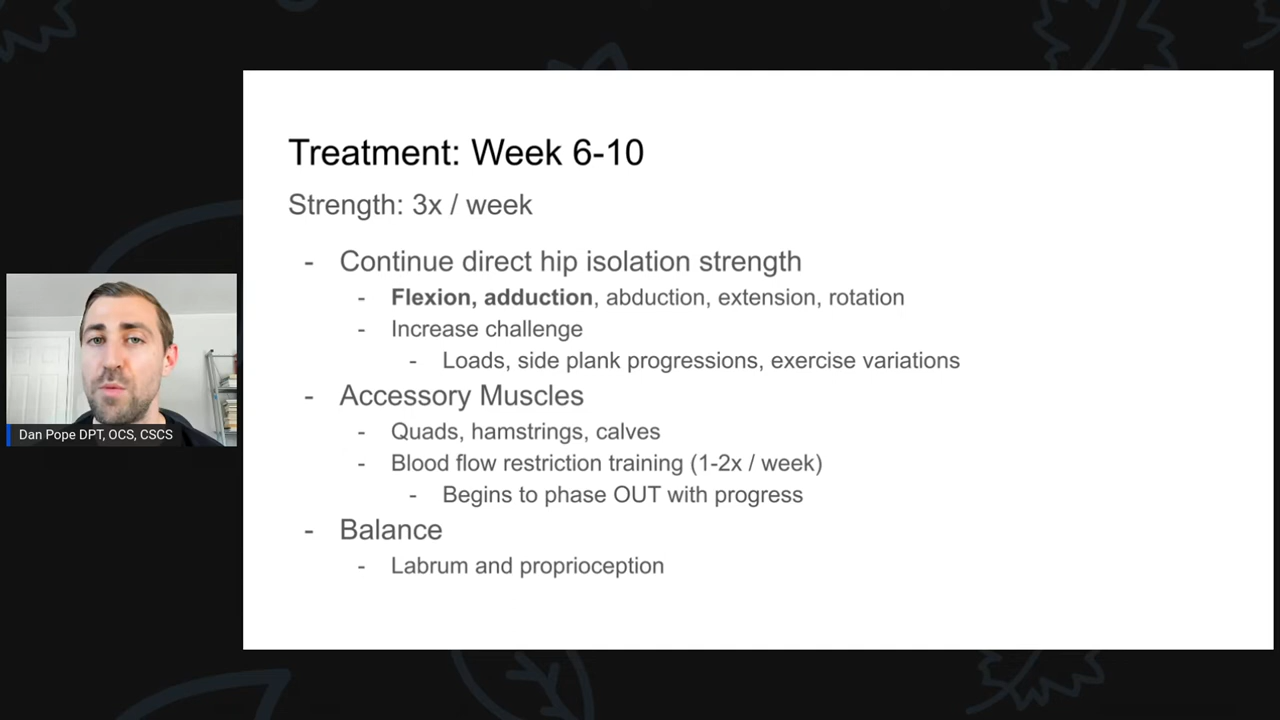 Treatment: Week 6-10
Strength: 3x / week
- Continue direct hip isolation strength
- Flexion, adduction, abduction, extension, rotation
- Increase challenge
- Loads, side plank progressions, exercise variations
- Accessory Muscles
- Quads, hamstrings, calves
- Blood flow restriction training (1-2x / week)
- Begins to phase OUT with progress
- Balance
- Labrum and proprioception
Dan Pope DPT, OCS, CSCS